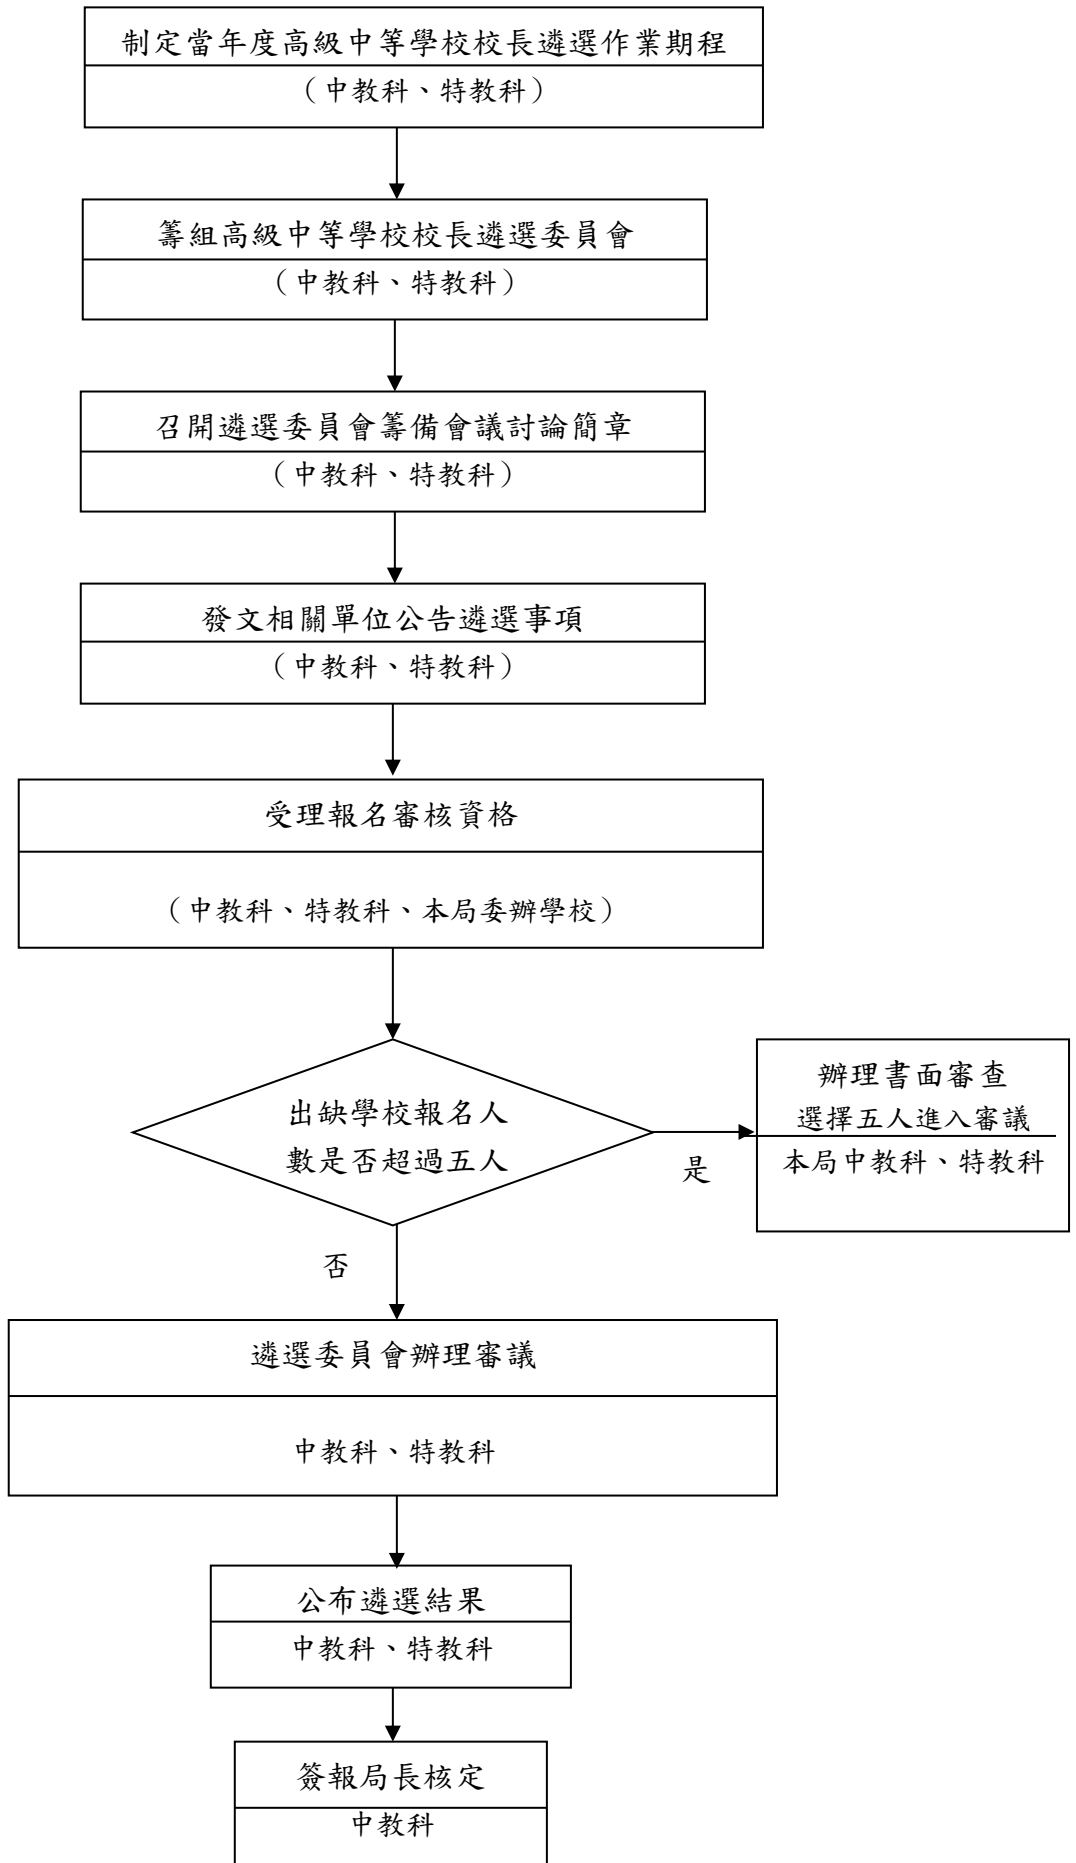 制定當年度高級中等學校校長遴選作業期程
（中教科、特教科）
籌組高級中等學校校長遴選委員會
（中教科、特教科）
召開遴選委員會籌備會議討論簡章
（中教科、特教科）
發文相關單位公告遴選事項
（中教科、特教科）
受理報名審核資格
（中教科、特教科、本局委辦學校）
出缺學校報名人
數是否超過五人
是
辦理書面審查
選擇五人進入審議
本局中教科、特教科
否
遴選委員會辦理審議
中教科、特教科
公布遴選結果
中教科、特教科
簽報局長核定
中教科